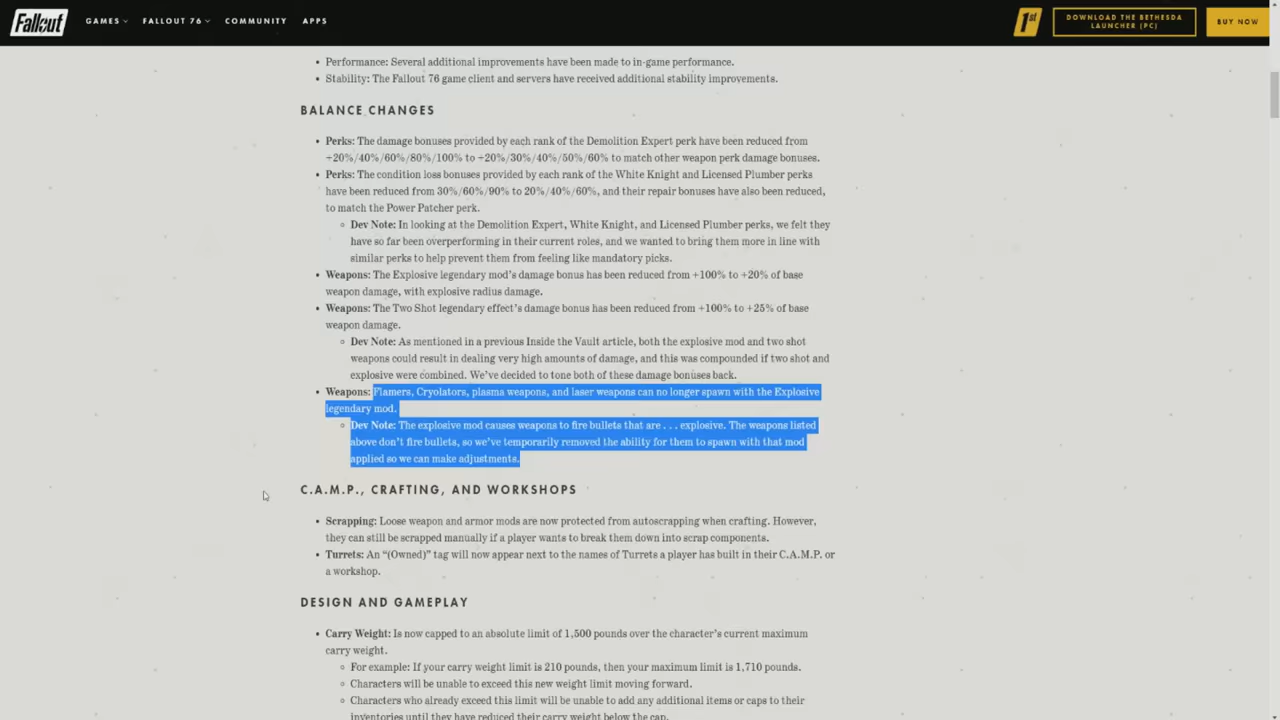 Fallout GAMES FALLOUT 76 COMMUNITY APPS 1st DOWNLOAD THE BETHESDA LAUNCHER (PC) BUY NOW
• Performance: Several additional improvements have been made to in-game performance.
• Stability: The Fallout 76 game client and servers have received additional stability improvements.
BALANCE CHANGES
• Perks: The damage bonuses provided by each rank of the Demolition Expert perk have been reduced from
+20%/40%/60%/80%/100% to +20%/30%/40%/50%/60% to match other weapon perk damage bonuses.
• Perks: The condition loss bonuses provided by each rank of the White Knight and Licensed Plumber perks
have been reduced from 30%/60%/90% to 20%/40%/60%, and their repair bonuses have also been reduced,
to match the Power Patcher perk.
Dev Note: In looking at the Demolition Expert, White Knight, and Licensed Plumber perks, we felt they
have so far been overperforming in their current roles, and we wanted to bring them more in line with
similar perks to help prevent them from feeling like mandatory picks.
• Weapons: The Explosive legendary mod's damage bonus has been reduced from +100% to +20% of base
weapon damage, with explosive radius damage.
• Weapons: The Two Shot legendary effect's damage bonus has been reduced from +100% to +25% of base
weapon damage.
Dev Note: As mentioned in a previous Inside the Vault article, both the explosive mod and two shot
weapons could result in dealing very high amounts of damage, and this was compounded if two shot and
explosive were combined. We've decided to tone both of these damage bonuses back.
• Weapons: Flamers, Cryolators, plasma weapons, and laser weapons can no longer spawn with the Explosive
legendary mod.
Dev Note: The explosive mod causes weapons to fire bullets that are . . . explosive. The weapons listed
above don't fire bullets, so we've temporarily removed the ability for them to spawn with that mod
applied so we can make adjustments.
C.A.M.P., CRAFTING, AND WORKSHOPS
• Scrapping: Loose weapon and armor mods are now protected from autoscrapping when crafting. However,
they can still be scrapped manually if a player wants to break them down into scrap components.
• Turrets: An “(Owned)” tag will now appear next to the names of Turrets a player has built in their C.A.M.P. or
a workshop.
DESIGN AND GAMEPLAY
• Carry Weight: Is now capped to an absolute limit of 1,500 pounds over the character's current maximum
carry weight.
For example: If your carry weight limit is 210 pounds, then your maximum limit is 1,710 pounds.
Characters will be unable to exceed this new weight limit moving forward.
Characters who already exceed this limit will be unable to add any additional items or caps to their
inventories until they have reduced their carry weight below the cap.